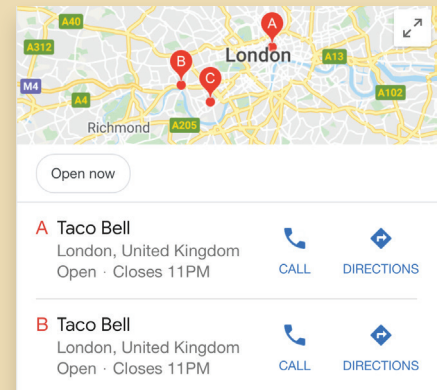 A40
A
A312
London
B
A13
C
M4
A4
A102
Richmond
A205
Open now
A Taco Bell
London, United Kingdom
Open · Closes 11PM
CALL
DIRECTIONS
B Taco Bell
London, United Kingdom
Open · Closes 11PM
CALL
DIRECTIONS